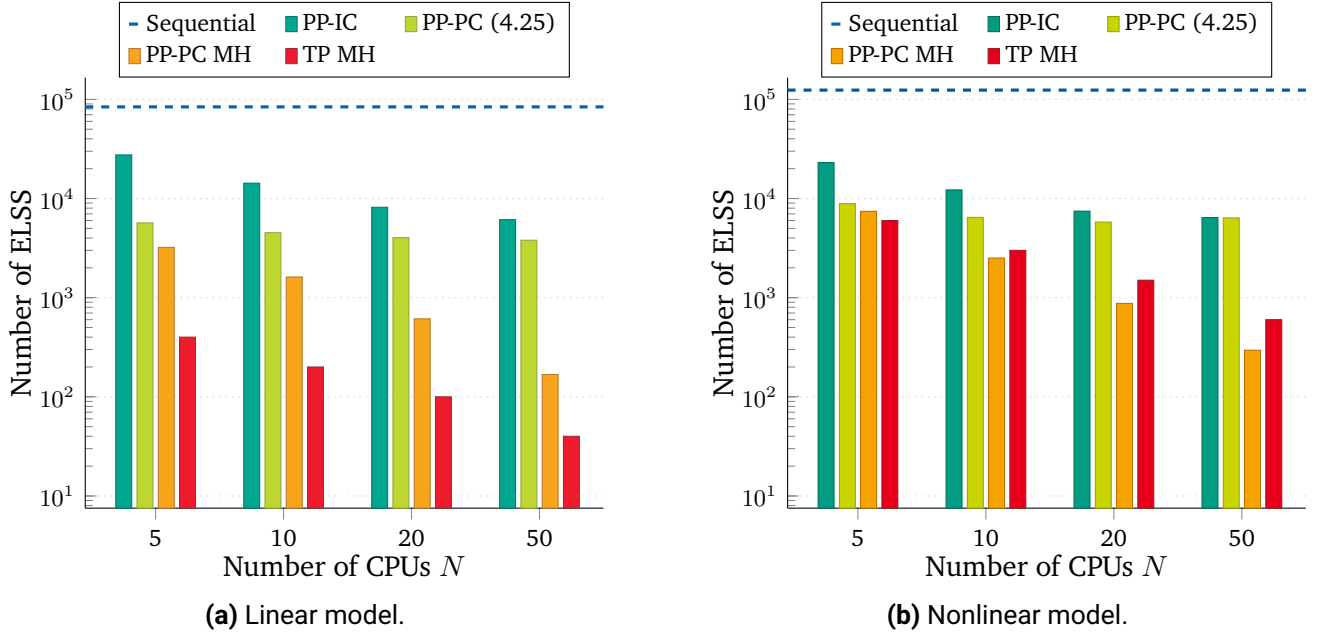 Sequential PP-IC PP-PC (4.25)
PP-PC MH TP MH
10^5
10^4
10^3
10^2
10^1
Number of ELSS
5 10 20 50
Number of CPUs N
(a) Linear model.
Sequential PP-IC PP-PC (4.25)
PP-PC MH TP MH
10^5
10^4
10^3
10^2
10^1
Number of ELSS
5 10 20 50
Number of CPUs N
(b) Nonlinear model.